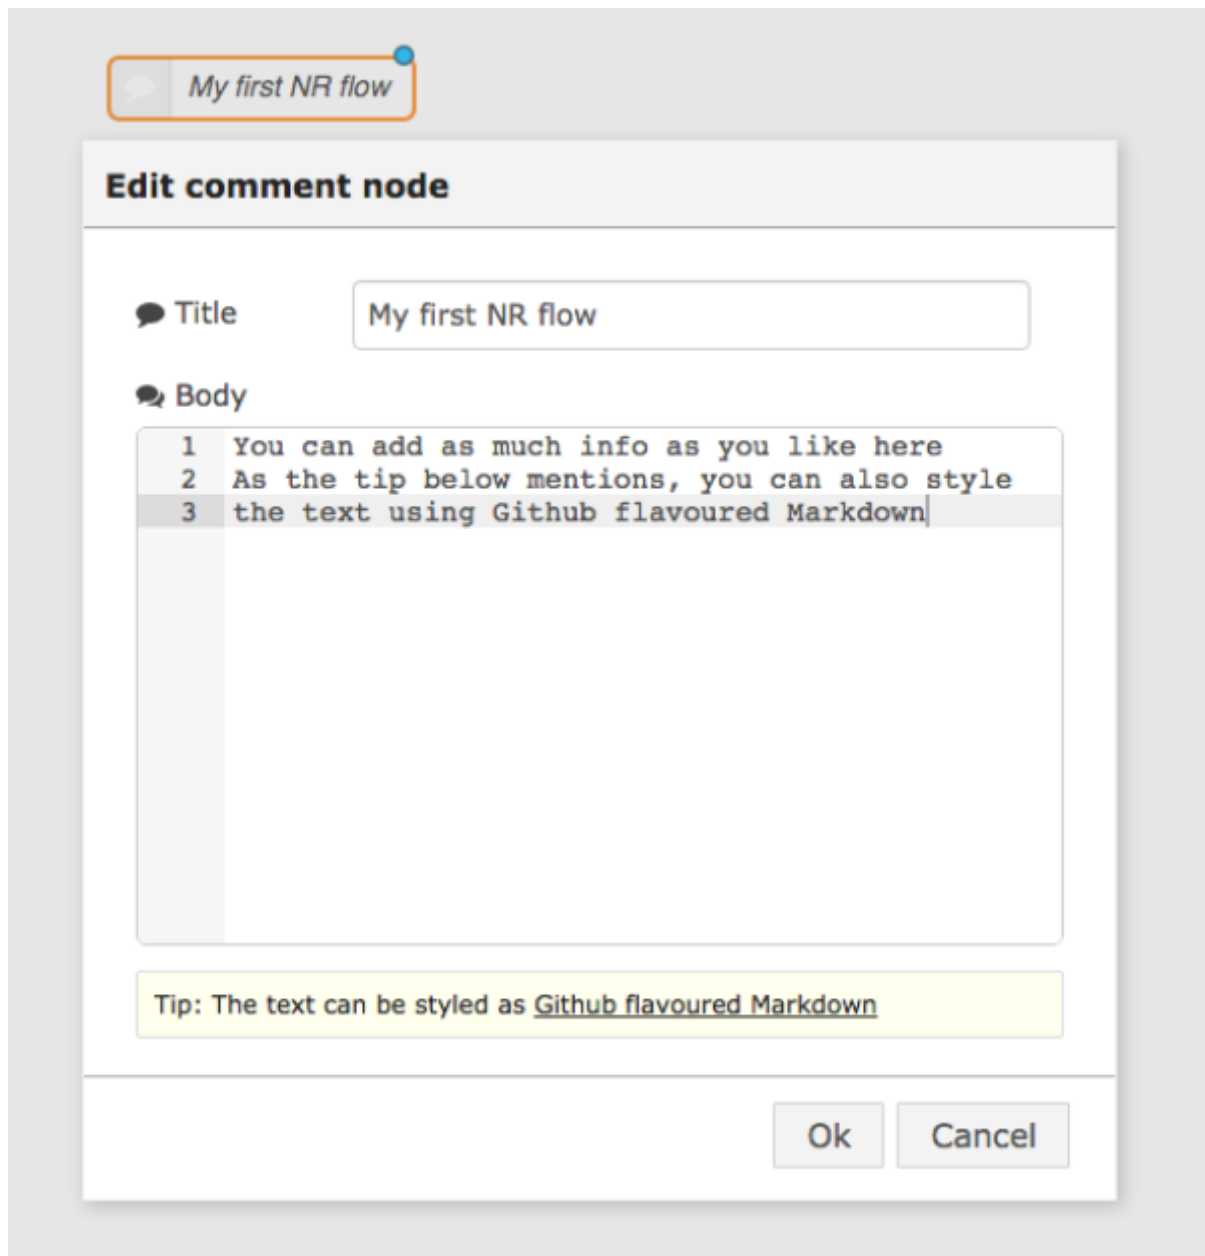 My first NR flow
Edit comment node
Title
My first NR flow
Body
1 You can add as much info as you like here
2 As the tip below mentions, you can also style
3 the text using Github flavoured Markdown
Tip: The text can be styled as Github flavoured Markdown
Ok Cancel